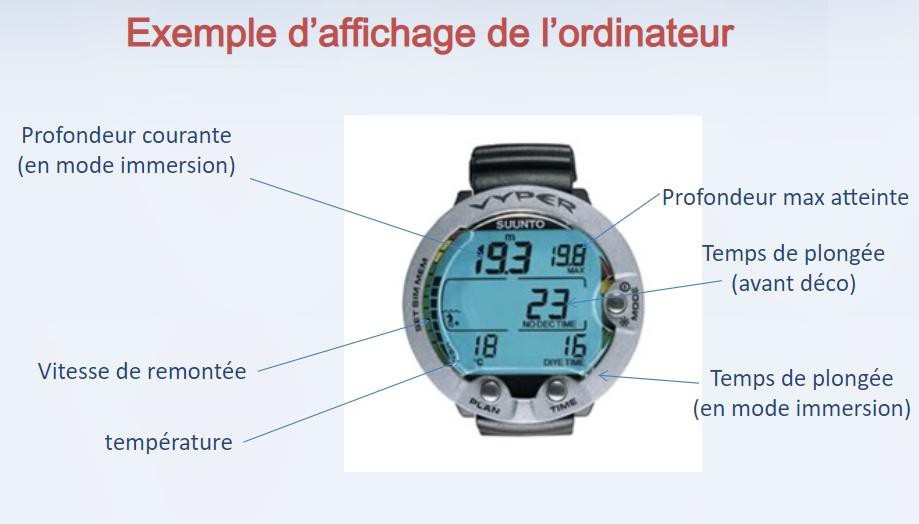 Exemple d'affichage de l'ordinateur
Profondeur courante
(en mode immersion)
Profondeur max atteinte
Temps de plongée
(avant déco)
Vitesse de remontée
température
Temps de plongée
(en mode immersion)
VYPER
SUUNTO
m
19.3 19.8
MAX
SET SIM MEM
MODE
23
NO DEC TIME
18 16
°C DIVE TIME
PLAN TIME